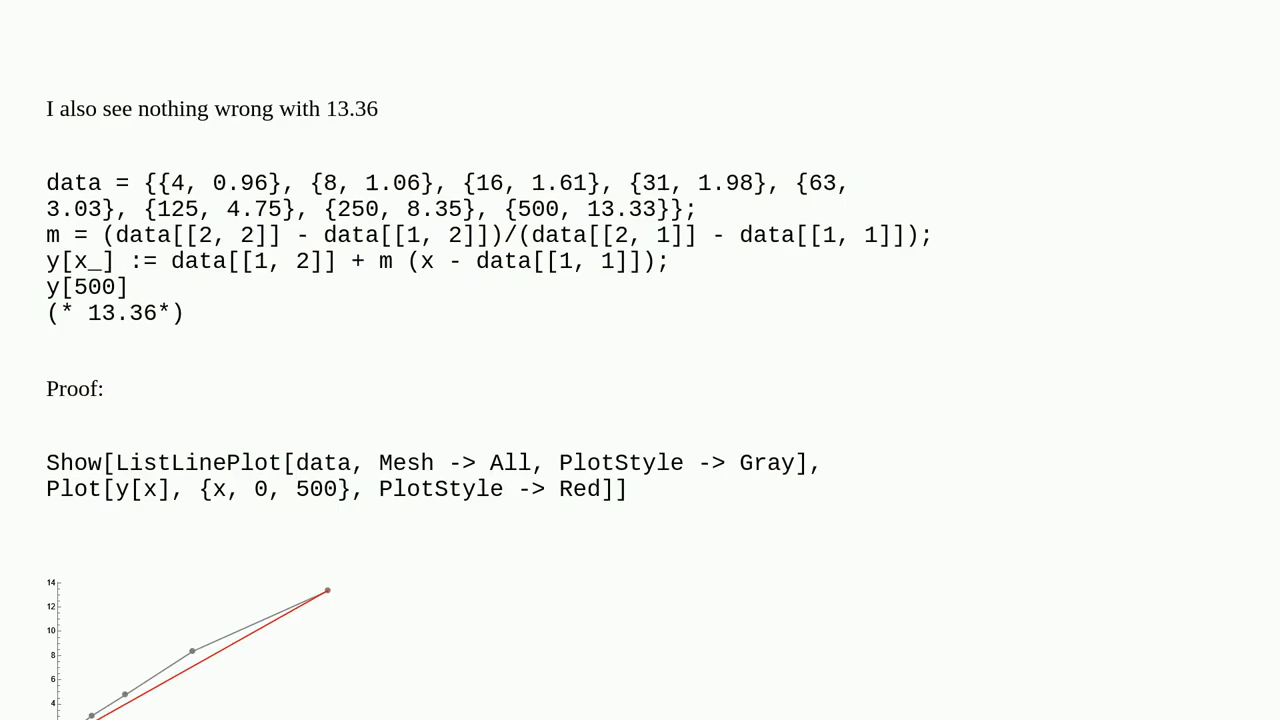 I also see nothing wrong with 13.36
data = {{4, 0.96}, {8, 1.06}, {16, 1.61}, {31, 1.98}, {63,
3.03}, {125, 4.75}, {250, 8.35}, {500, 13.33}};
m = (data[[2, 2]] - data[[1, 2]])/(data[[2, 1]] - data[[1, 1]]);
y[x_] := data[[1, 2]] + m (x - data[[1, 1]]);
y[500]
(* 13.36*)
Proof:
Show[ListLinePlot[data, Mesh -> All, PlotStyle -> Gray],
Plot[y[x], {x, 0, 500}, PlotStyle -> Red]]
14
12
10
8
6
4